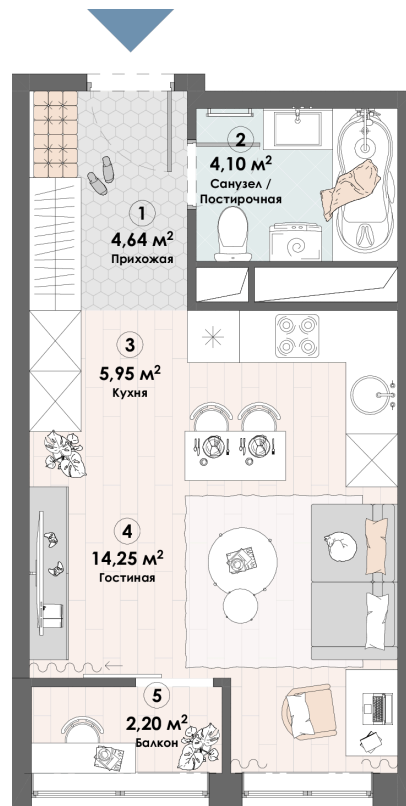 2
4,10 м²
Санузел /
Постирочная
1
4,64 м²
Прихожая
3
5,95 м²
Кухня
4
14,25 м²
Гостиная
5
2,20 м²
Балкон